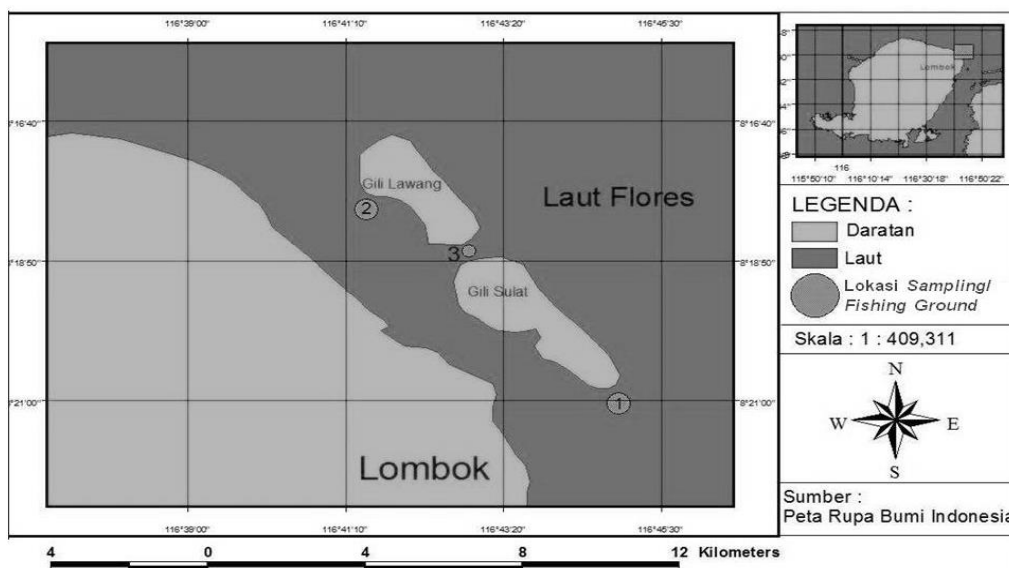 116°39'00" 116°41'10" 116°43'20" 116°45'30"
8°16'40" 8°16'40"
Gili Lawang
2
Laut Flores
3
8°18'50" 8°18'50"
Gili Sulat
8°21'00" 8°21'00"
1
Lombok
116°39'00" 116°41'10" 116°43'20" 116°45'30"
4 0 4 8 12 Kilometers
Lombok
116
115°50'10" 116°10'14" 116°30'18" 116°50'22"
LEGENDA :
Daratan
Laut
Lokasi Sampling/
Fishing Ground
Skala : 1 : 409,311
N
W E
S
Sumber :
Peta Rupa Bumi Indonesia